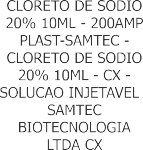 CLORETO DE SODIO
20% 10ML - 200AMP
PLAST-SAMTEC -
CLORETO DE SODIO
20% 10ML - CX -
SOLUCAO INJETAVEL
SAMTEC
BIOTECNOLOGIA
LTDA CX